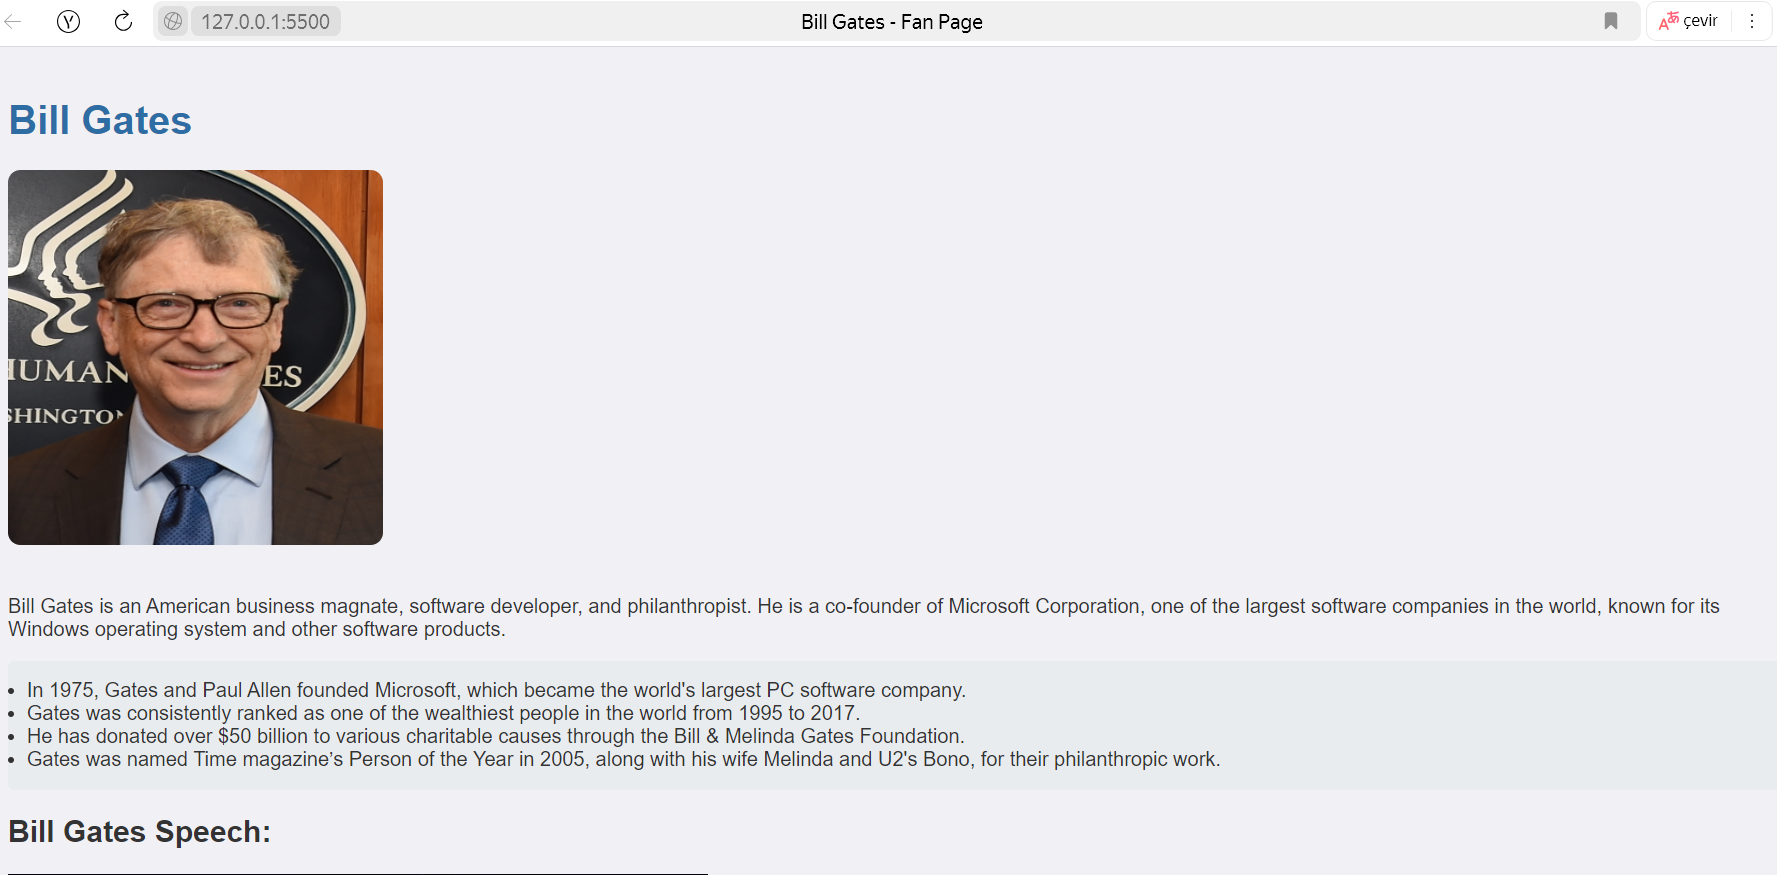 127.0.0.1:5500
Bill Gates - Fan Page
çevir
Bill Gates
HUMAN
ES
SHINGTON
Bill Gates is an American business magnate, software developer, and philanthropist. He is a co-founder of Microsoft Corporation, one of the largest software companies in the world, known for its
Windows operating system and other software products.
In 1975, Gates and Paul Allen founded Microsoft, which became the world's largest PC software company.
Gates was consistently ranked as one of the wealthiest people in the world from 1995 to 2017.
He has donated over $50 billion to various charitable causes through the Bill & Melinda Gates Foundation.
Gates was named Time magazine’s Person of the Year in 2005, along with his wife Melinda and U2's Bono, for their philanthropic work.
Bill Gates Speech: